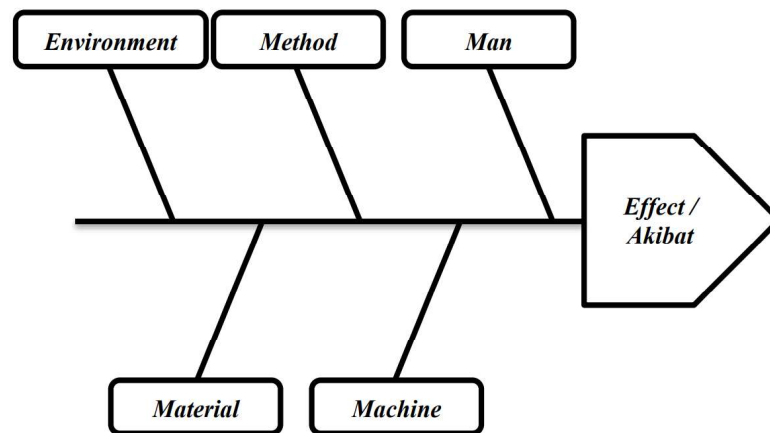 Environment
Method
Man
Effect /
Akibat
Material
Machine